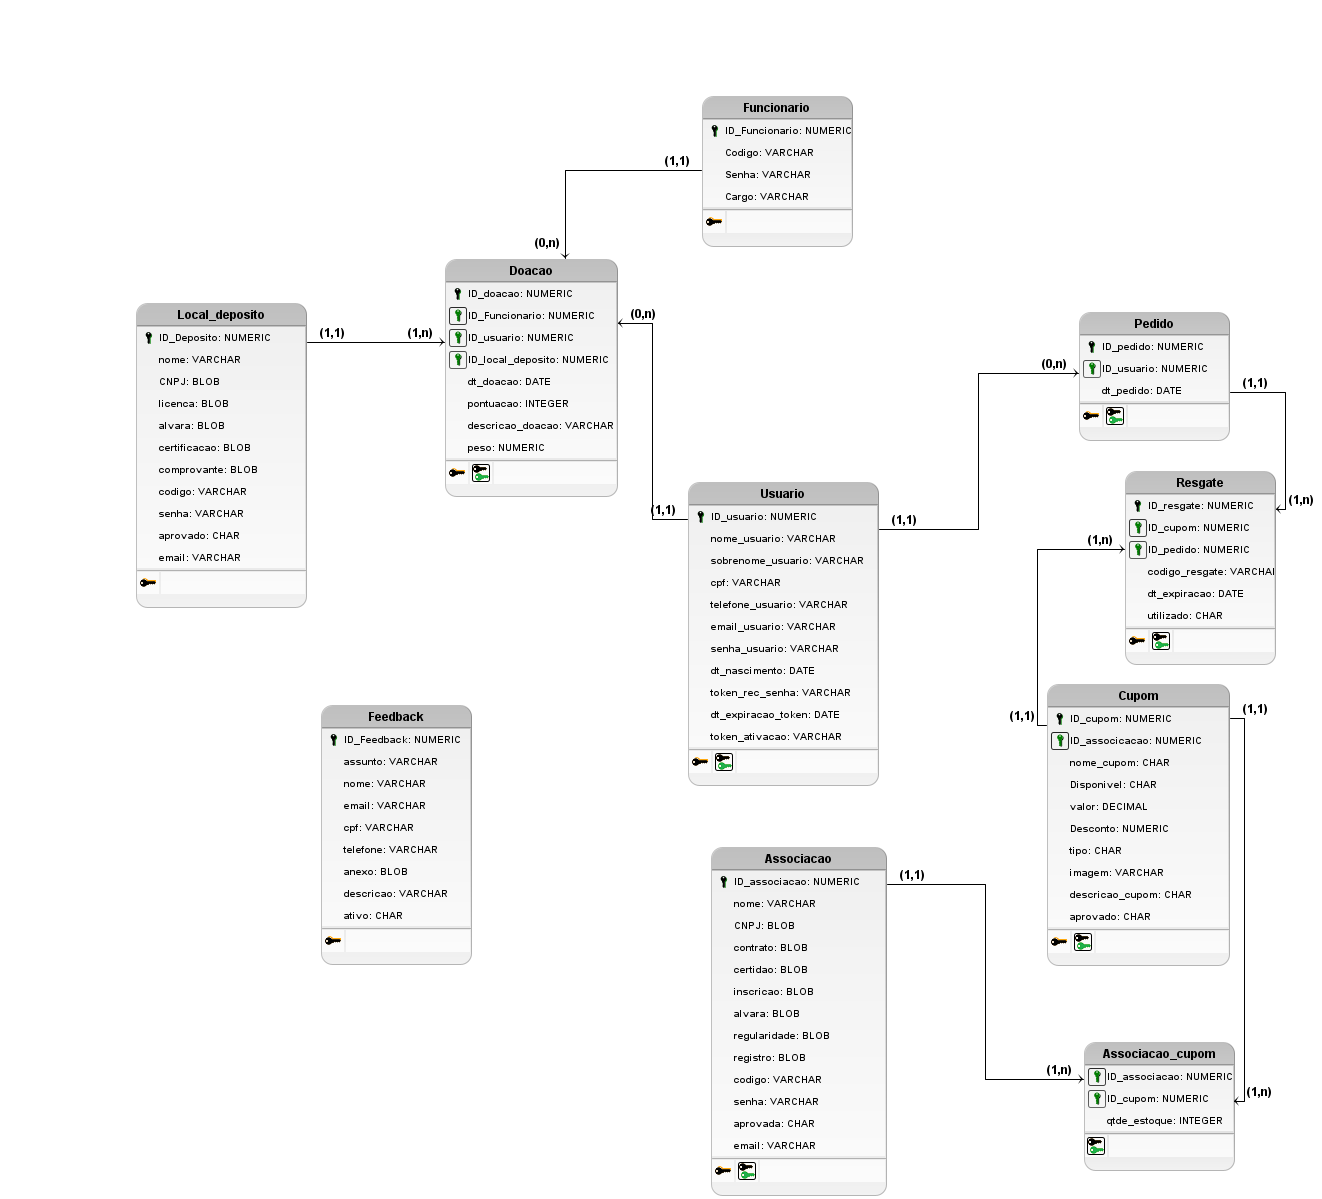 Funcionario
ID_Funcionario: NUMERIC
Codigo: VARCHAR
Senha: VARCHAR
Cargo: VARCHAR
(1,1)
(0,n)
Doacao
ID_doacao: NUMERIC
ID_Funcionario: NUMERIC
ID_usuario: NUMERIC
ID_local_deposito: NUMERIC
dt_doacao: DATE
pontuacao: INTEGER
descricao_doacao: VARCHAR
peso: NUMERIC
Local_deposito
ID_Deposito: NUMERIC
nome: VARCHAR
CNPJ: BLOB
licenca: BLOB
alvara: BLOB
certificacao: BLOB
comprovante: BLOB
codigo: VARCHAR
senha: VARCHAR
aprovado: CHAR
email: VARCHAR
(1,1)
(1,n)
(0,n)
(1,1)
Usuario
ID_usuario: NUMERIC
nome_usuario: VARCHAR
sobrenome_usuario: VARCHAR
cpf: VARCHAR
telefone_usuario: VARCHAR
email_usuario: VARCHAR
senha_usuario: VARCHAR
dt_nascimento: DATE
token_rec_senha: VARCHAR
dt_expiracao_token: DATE
token_ativacao: VARCHAR
(1,1)
(0,n)
Pedido
ID_pedido: NUMERIC
ID_usuario: NUMERIC
dt_pedido: DATE
(1,1)
(1,n)
Resgate
ID_resgate: NUMERIC
ID_cupom: NUMERIC
ID_pedido: NUMERIC
codigo_resgate: VARCHAI
dt_expiracao: DATE
utilizado: CHAR
(1,n)
(1,1)
Cupom
ID_cupom: NUMERIC
ID_associcacao: NUMERIC
nome_cupom: CHAR
Disponivel: CHAR
valor: DECIMAL
Desconto: NUMERIC
tipo: CHAR
imagem: VARCHAR
descricao_cupom: CHAR
aprovado: CHAR
(1,1)
(1,n)
Feedback
ID_Feedback: NUMERIC
assunto: VARCHAR
nome: VARCHAR
email: VARCHAR
cpf: VARCHAR
telefone: VARCHAR
anexo: BLOB
descricao: VARCHAR
ativo: CHAR
Associacao
ID_associacao: NUMERIC
nome: VARCHAR
CNPJ: BLOB
contrato: BLOB
certidao: BLOB
inscricao: BLOB
alvara: BLOB
regularidade: BLOB
registro: BLOB
codigo: VARCHAR
senha: VARCHAR
aprovada: CHAR
email: VARCHAR
(1,1)
(1,n)
Associacao_cupom
ID_associacao: NUMERIC
ID_cupom: NUMERIC
qtde_estoque: INTEGER